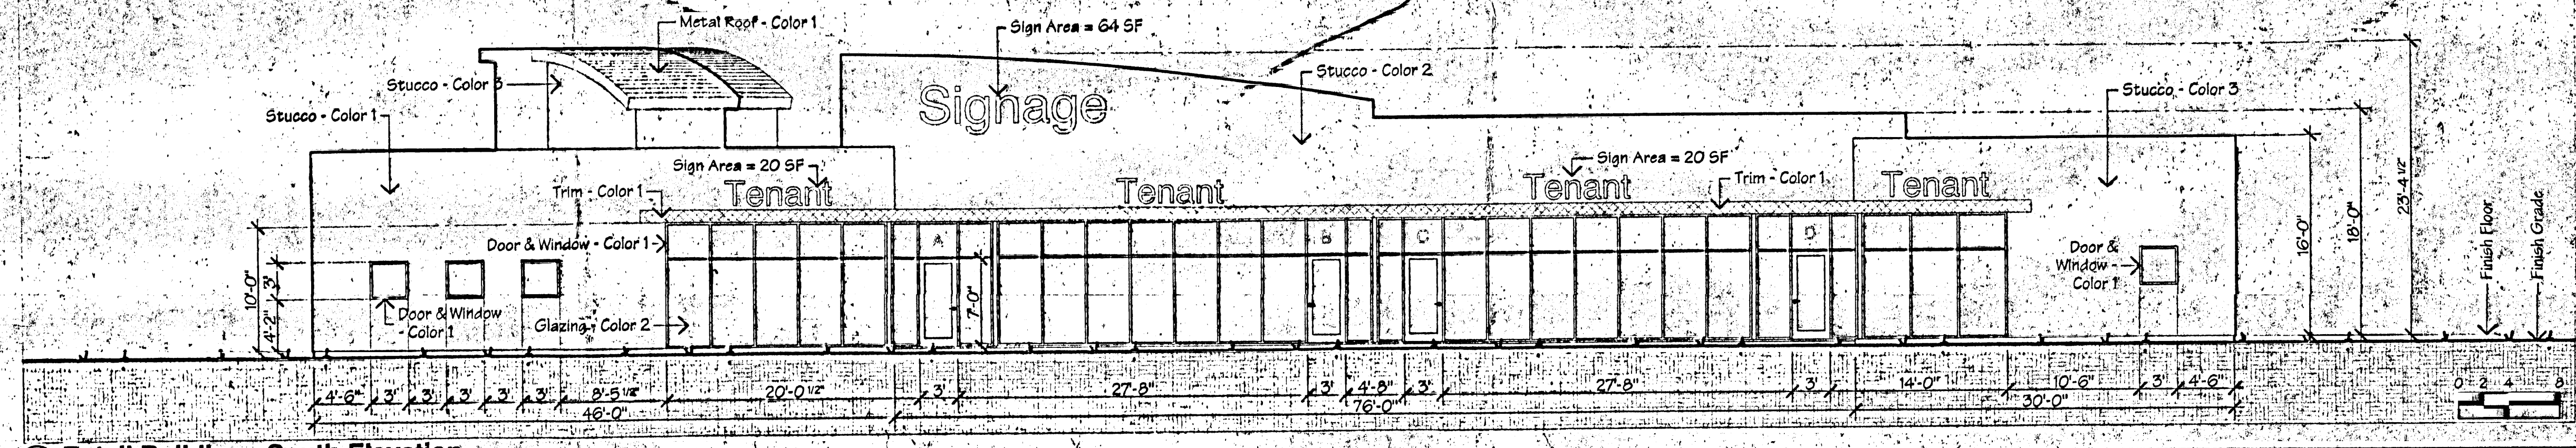 Metal Roof - Color 1
Sign Area = 64 SF
Stucco - Color 3
Stucco - Color 2
Stucco - Color 1
Signage
Stucco - Color 3
Sign Area = 20 SF
Sign Area = 20 SF
Trim - Color 1
Trim - Color 1
Tenant
Tenant
Tenant
Tenant
Door & Window - Color 1
A
B
C
D
Door &
Window -
Color 1
Door & Window
- Color 1
Glazing - Color 2
10'-0"
3'
4'-2"
7'-0"
16'-0"
18'-0"
23'-4 1/2"
Finish Floor
Finish Grade
4'-6" 3' 3' 3' 3' 3' 8'-5 1/2" 20'-0 1/2" 3' 27'-8" 3' 4'-8" 3' 27'-8" 3' 14'-0" 10'-6" 3' 4'-6"
46'-0" 76'-0" 30'-0"
0 2 4 8
South Elevation